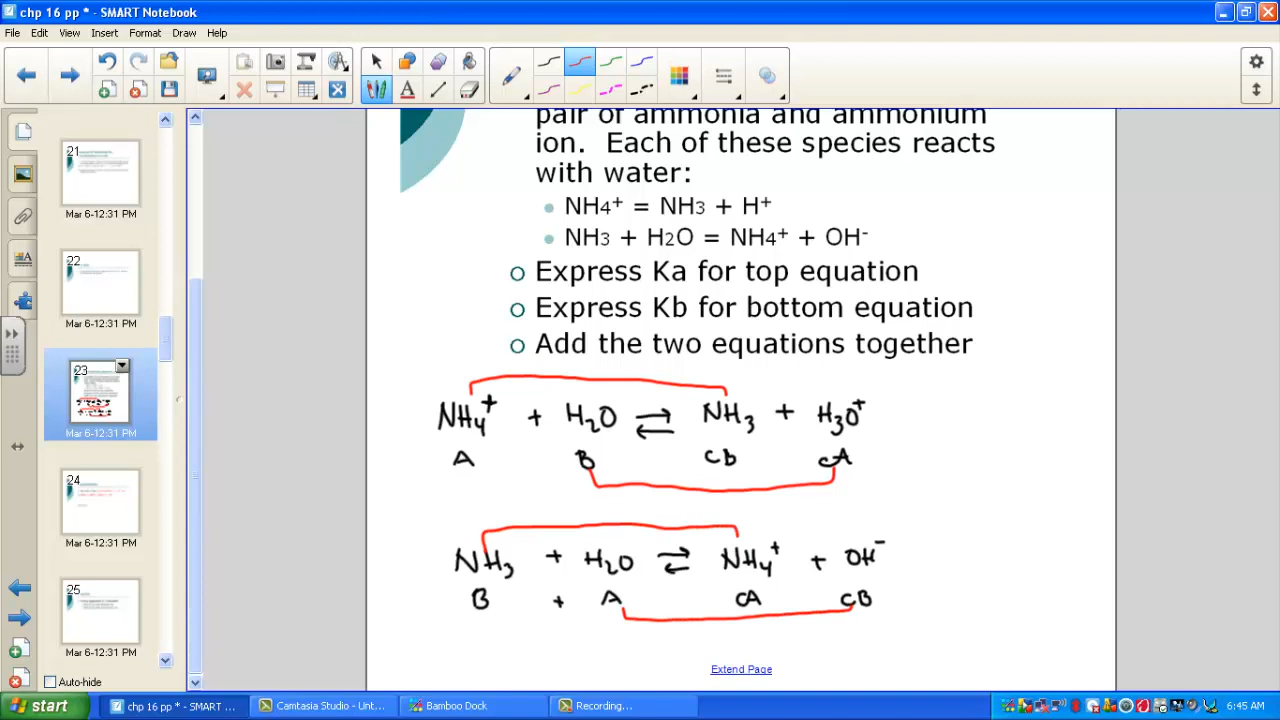 chp 16 pp * - SMART Notebook
File Edit View Insert Format Draw Help
21
Mar 6-12:31 PM
22
Mar 6-12:31 PM
23
Mar 6-12:31 PM
24
Mar 6-12:31 PM
25
Mar 6-12:31 PM
Auto-hide
pair of ammonia and ammonium
ion. Each of these species reacts
with water:
NH4+ = NH3 + H+
NH3 + H2O = NH4+ + OH-
Express Ka for top equation
Express Kb for bottom equation
Add the two equations together
NH₄⁺ + H₂O ⇌ NH₃ + H₃O⁺
A B Cb cA
NH₃ + H₂O ⇌ NH₄⁺ + OH⁻
B + A CA CB
Extend Page
start
chp 16 pp * - SMART ...
Camtasia Studio - Unt...
Bamboo Dock
Recording...
6:45 AM